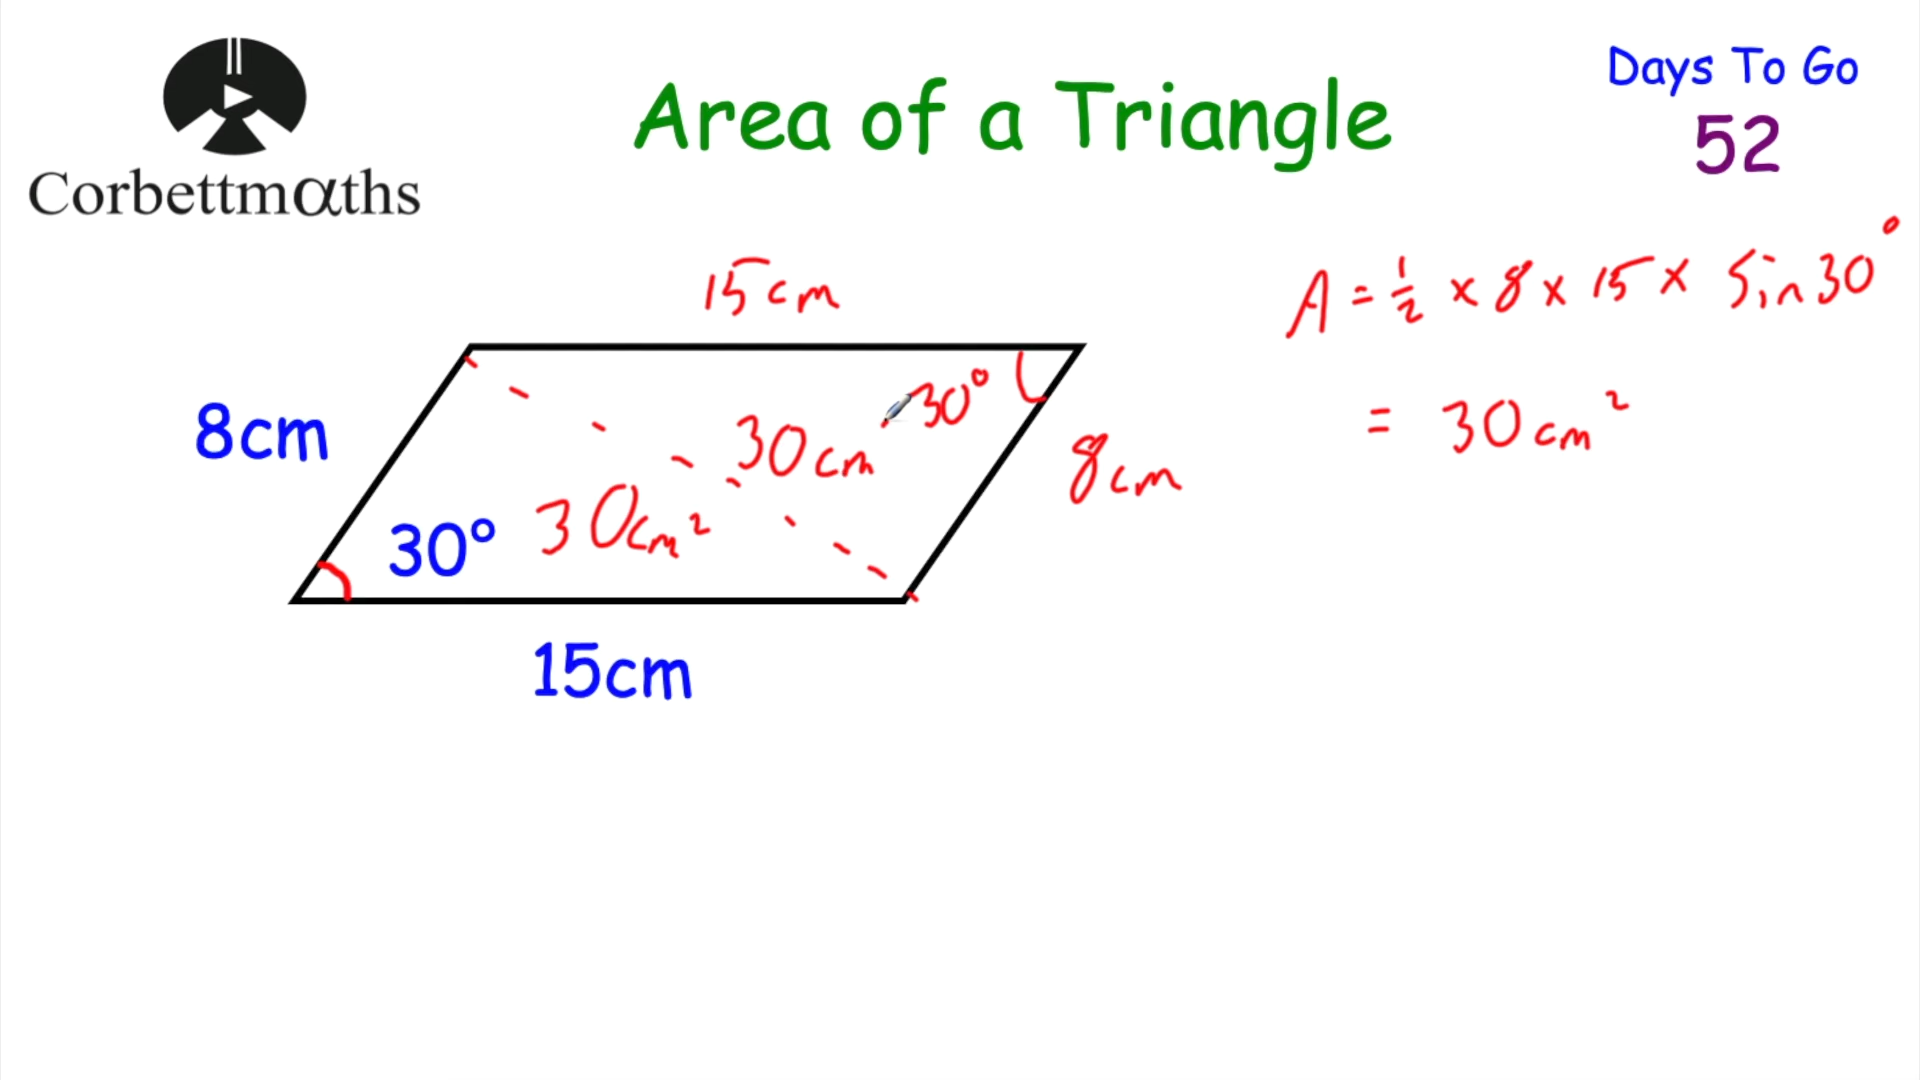 Corbettmαths
Area of a Triangle
Days To Go
52
15cm
A = 1/2 × 8 × 15 × Sin30°
8cm
30°
30cm
= 30cm²
8cm
30°
30cm²
15cm